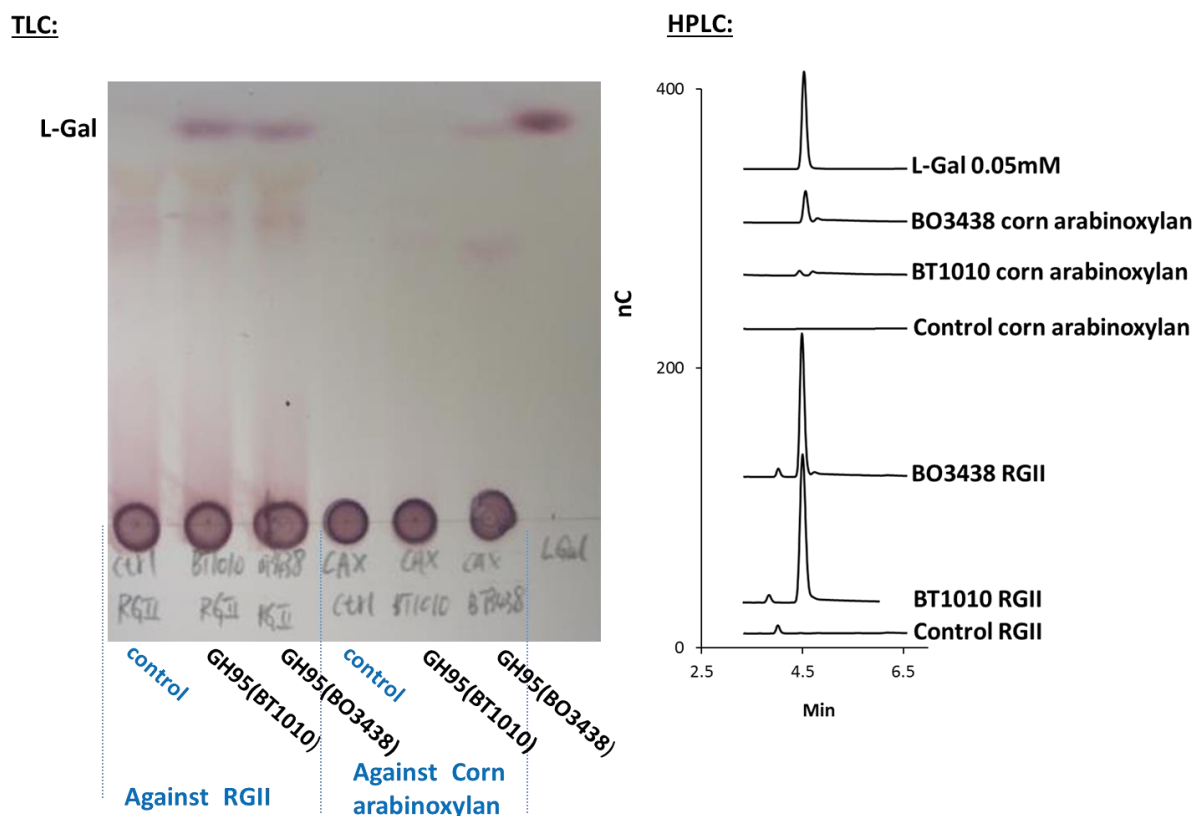 TLC:
HPLC:
L-Gal
Ctrl BT1010 CAX CAX CAX L Gal
RGII RGII RGII Ctrl BT1010
control GH95(BT1010) GH95(BO3438) control GH95(BT1010) GH95(BO3438)
Against RGII
Against Corn
arabinoxylan
400
200
0
nC
L-Gal 0.05mM
BO3438 corn arabinoxylan
BT1010 corn arabinoxylan
Control corn arabinoxylan
BO3438 RGII
BT1010 RGII
Control RGII
2.5 4.5 6.5
Min